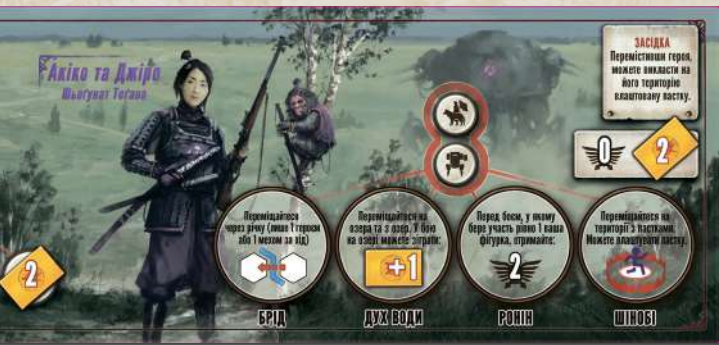 Акіко та Джіро
Шьоґунат Тоґава
ЗАСІДКА
Перемістивши героя,
можете викласти на
його територію
влаштовану пастку.
0
2
Переміщайтеся
через річку (лише 1 героєм
або 1 мехом за хід)
БРІД
Переміщайтеся на
озера та з озер. У бою
на озері можете зіграти:
+1
ДУХ ВОДИ
Перед боєм, у якому
бере участь рівно 1 ваша
фігурка, отримайте:
2
РОНІН
Переміщайтеся на
території з пастками.
Можете влаштувати пастку.
ШІНОБІ
2